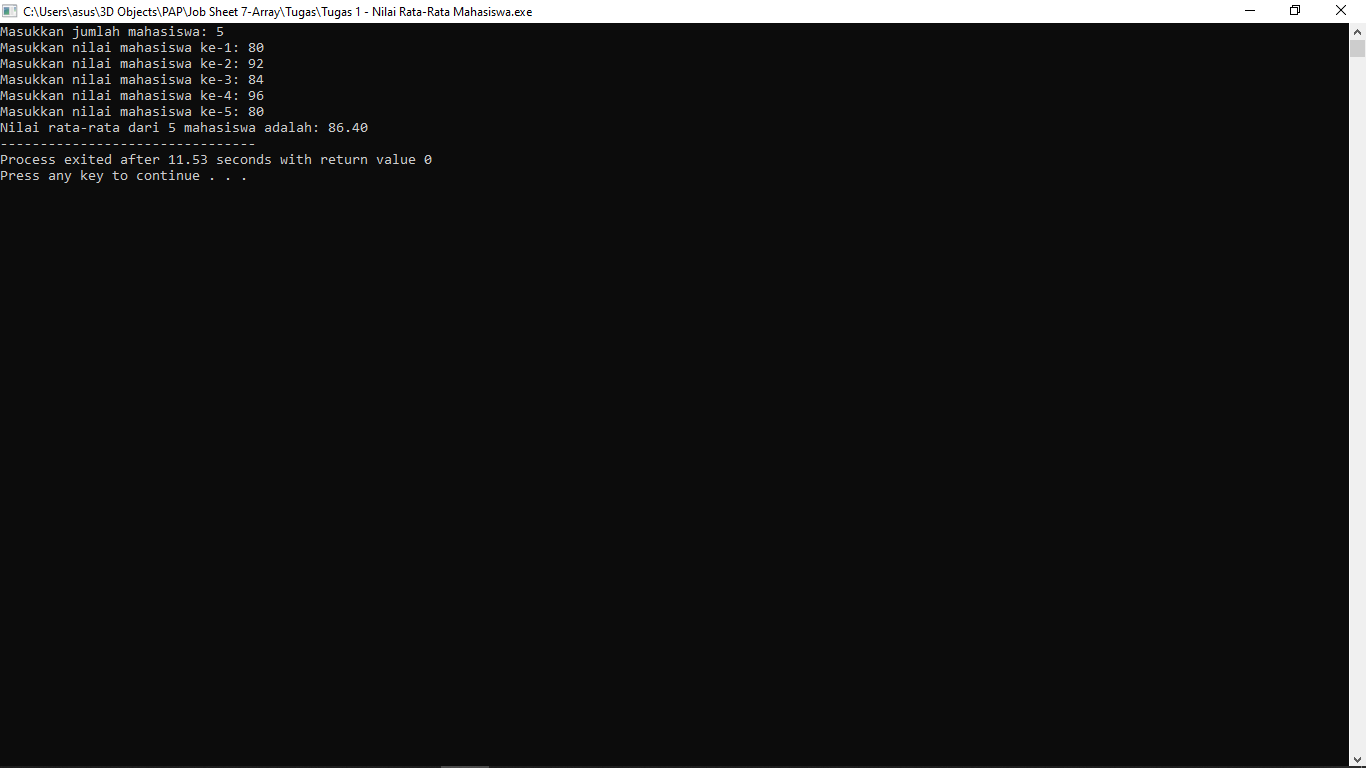 C:\Users\asus\3D Objects\PAP\Job Sheet 7-Array\Tugas\Tugas 1 - Nilai Rata-Rata Mahasiswa.exe
Masukkan jumlah mahasiswa: 5
Masukkan nilai mahasiswa ke-1: 80
Masukkan nilai mahasiswa ke-2: 92
Masukkan nilai mahasiswa ke-3: 84
Masukkan nilai mahasiswa ke-4: 96
Masukkan nilai mahasiswa ke-5: 80
Nilai rata-rata dari 5 mahasiswa adalah: 86.40
--------------------------------
Process exited after 11.53 seconds with return value 0
Press any key to continue . . .